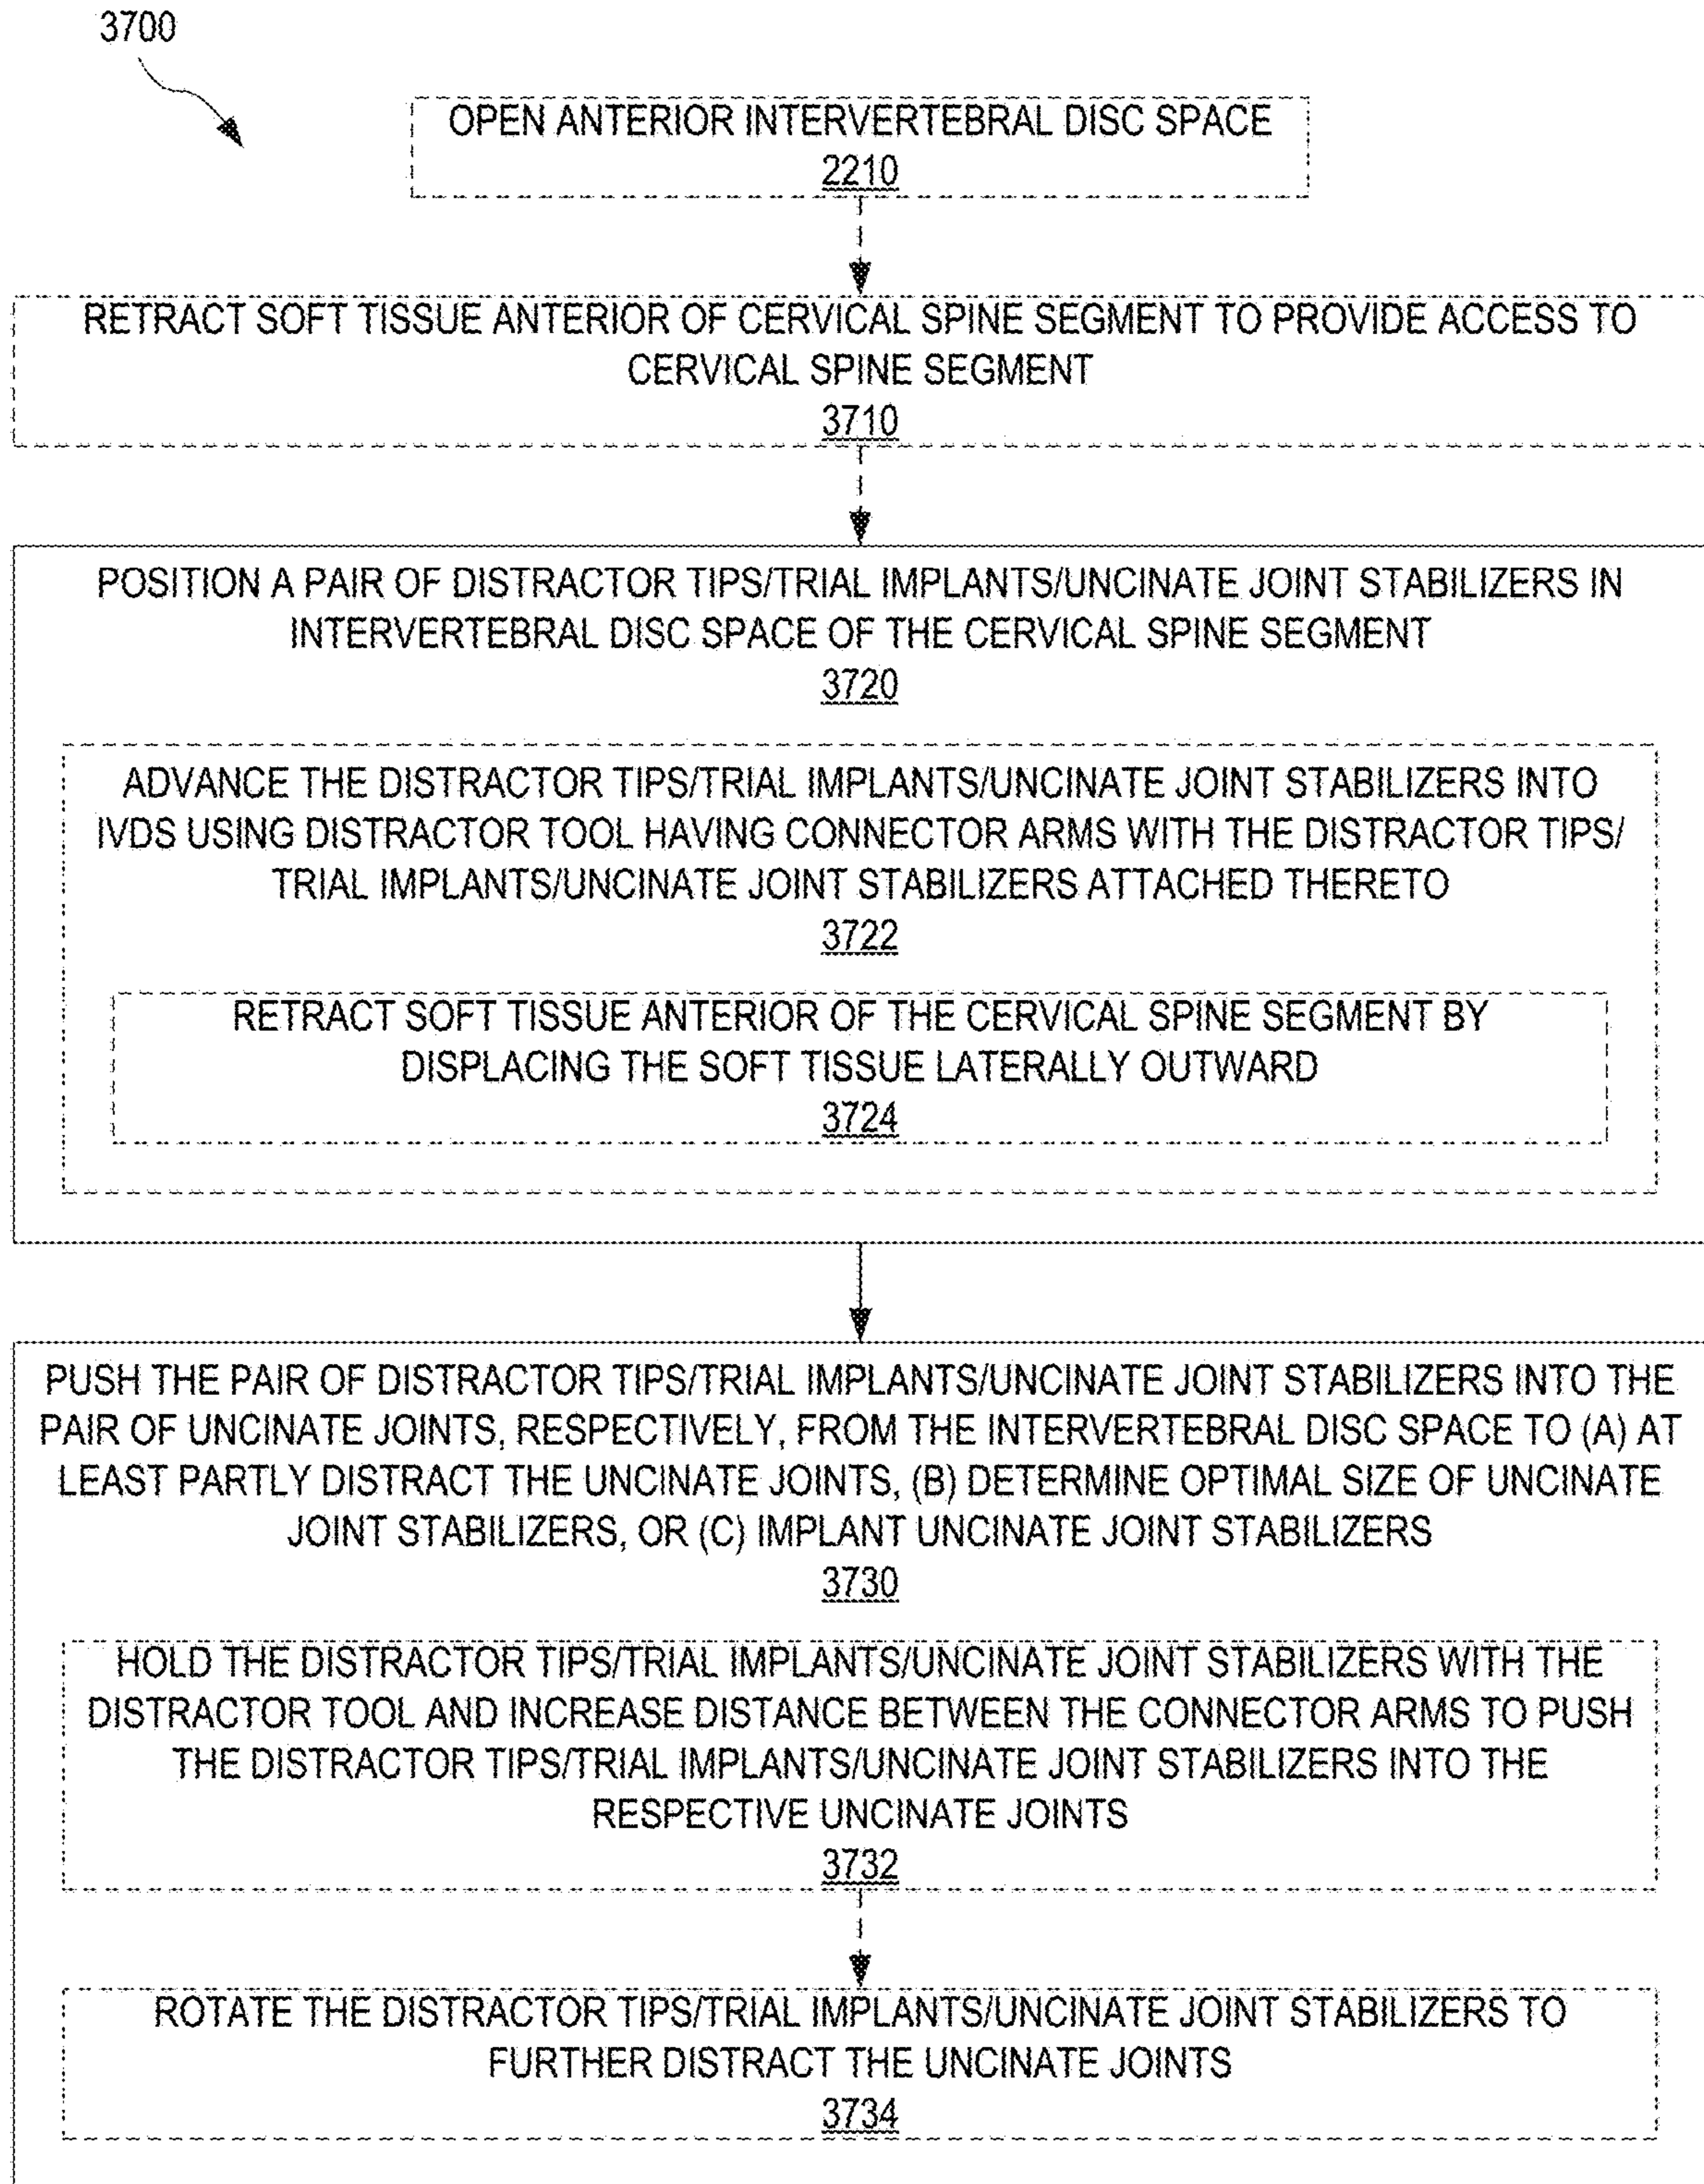 3700
OPEN ANTERIOR INTERVERTEBRAL DISC SPACE
2210
RETRACT SOFT TISSUE ANTERIOR OF CERVICAL SPINE SEGMENT TO PROVIDE ACCESS TO
CERVICAL SPINE SEGMENT
3710
POSITION A PAIR OF DISTRACTOR TIPS/TRIAL IMPLANTS/UNCINATE JOINT STABILIZERS IN
INTERVERTEBRAL DISC SPACE OF THE CERVICAL SPINE SEGMENT
3720
ADVANCE THE DISTRACTOR TIPS/TRIAL IMPLANTS/UNCINATE JOINT STABILIZERS INTO
IVDS USING DISTRACTOR TOOL HAVING CONNECTOR ARMS WITH THE DISTRACTOR TIPS/
TRIAL IMPLANTS/UNCINATE JOINT STABILIZERS ATTACHED THERETO
3722
RETRACT SOFT TISSUE ANTERIOR OF THE CERVICAL SPINE SEGMENT BY
DISPLACING THE SOFT TISSUE LATERALLY OUTWARD
3724
PUSH THE PAIR OF DISTRACTOR TIPS/TRIAL IMPLANTS/UNCINATE JOINT STABILIZERS INTO THE
PAIR OF UNCINATE JOINTS, RESPECTIVELY, FROM THE INTERVERTEBRAL DISC SPACE TO (A) AT
LEAST PARTLY DISTRACT THE UNCINATE JOINTS, (B) DETERMINE OPTIMAL SIZE OF UNCINATE
JOINT STABILIZERS, OR (C) IMPLANT UNCINATE JOINT STABILIZERS
3730
HOLD THE DISTRACTOR TIPS/TRIAL IMPLANTS/UNCINATE JOINT STABILIZERS WITH THE
DISTRACTOR TOOL AND INCREASE DISTANCE BETWEEN THE CONNECTOR ARMS TO PUSH
THE DISTRACTOR TIPS/TRIAL IMPLANTS/UNCINATE JOINT STABILIZERS INTO THE
RESPECTIVE UNCINATE JOINTS
3732
ROTATE THE DISTRACTOR TIPS/TRIAL IMPLANTS/UNCINATE JOINT STABILIZERS TO
FURTHER DISTRACT THE UNCINATE JOINTS
3734